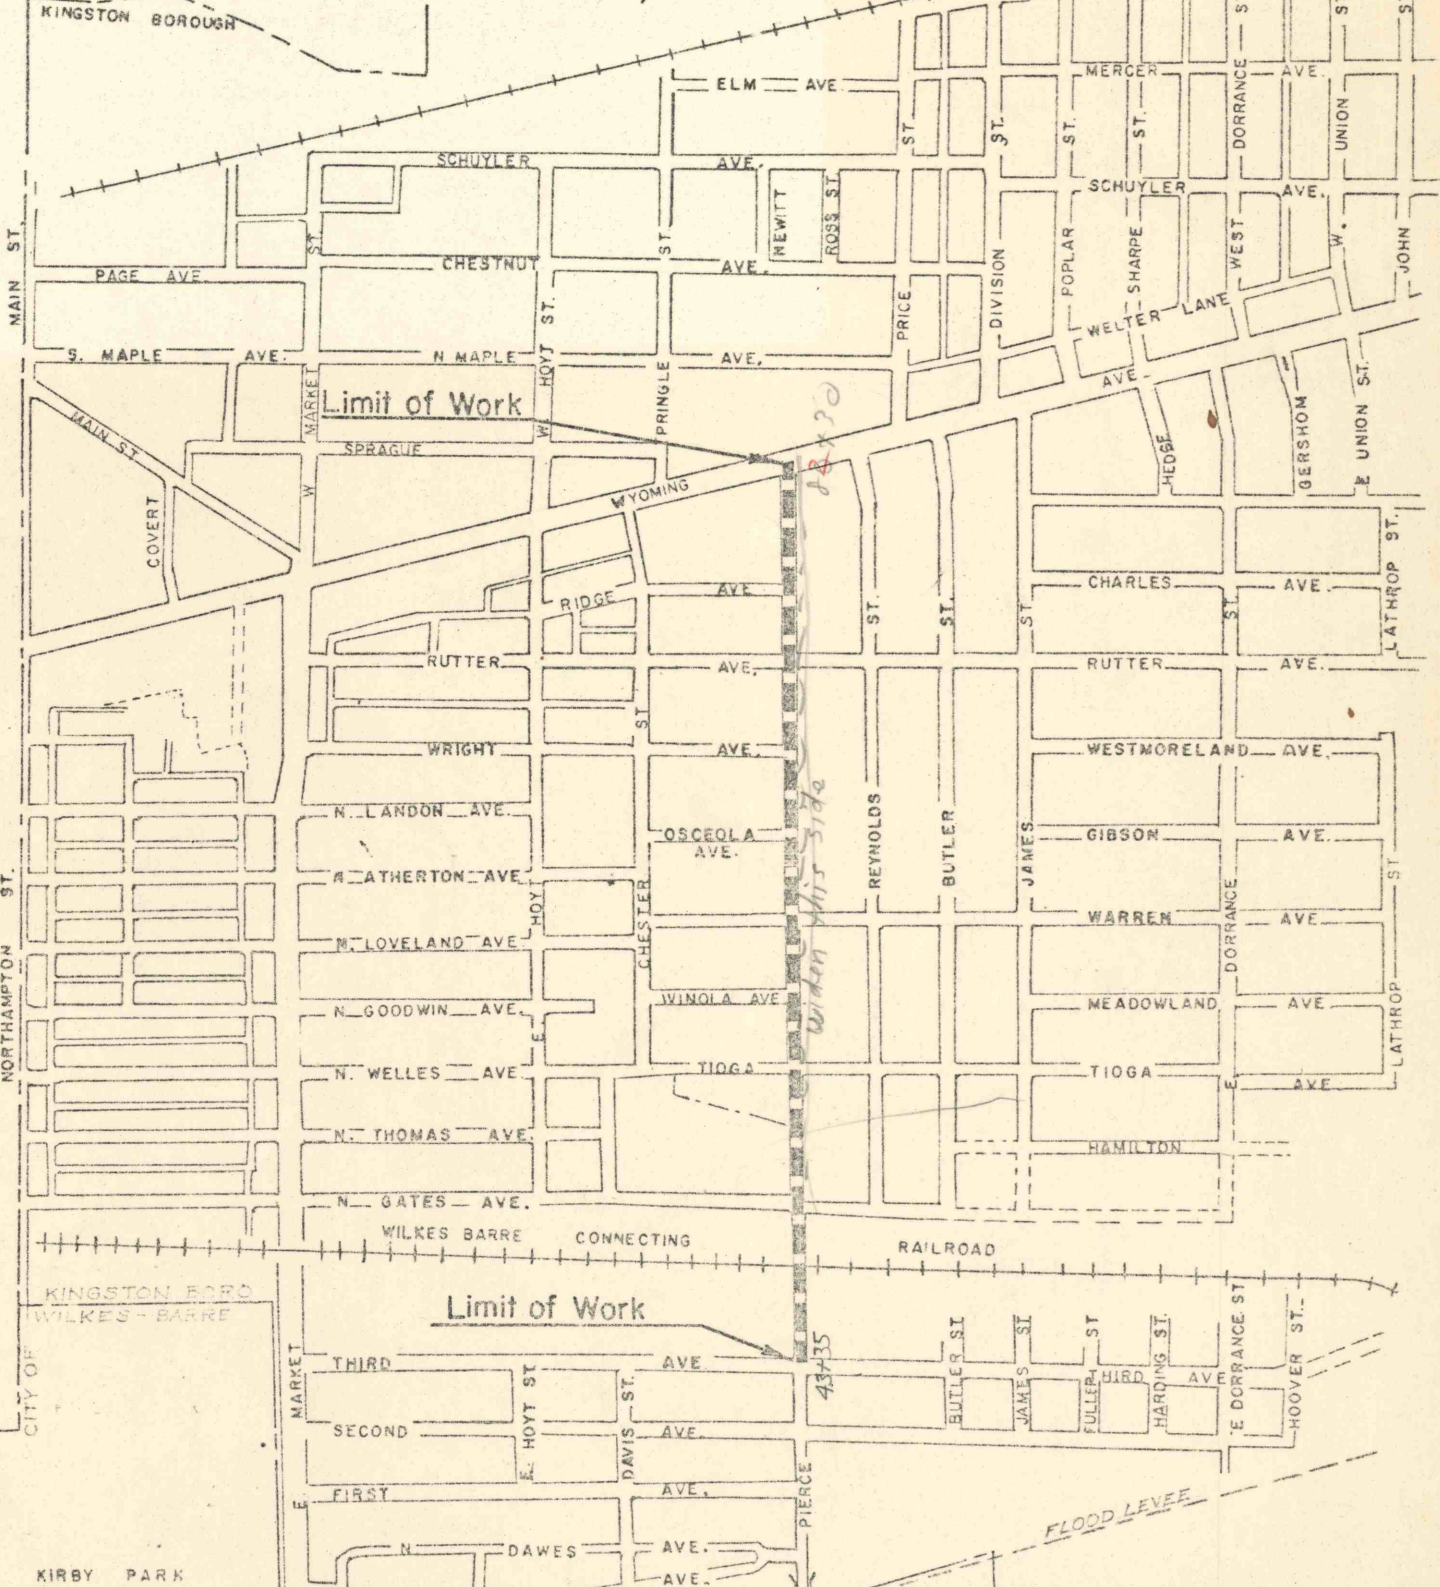 KINGSTON BOROUGH
ELM AVE.
MERCER AVE.
SCHUYLER AVE.
SCHUYLER AVE.
NEWITT
ROSS ST.
MAIN ST.
PAGE AVE.
CHESTNUT AVE.
PRICE ST.
DIVISION ST.
POPLAR ST.
SHARPE ST.
WEST DORRANCE ST
W. UNION ST
JOHN ST
WELTER LANE
S. MAPLE AVE.
N MAPLE AVE.
W MARKET ST
W. HOYT ST.
PRINGLE ST
Limit of Work
AVE.
MAIN ST
SPRAGUE
WYOMING
HEDGE
GERSHOM
E UNION ST.
COVERT
RIDGE AVE
CHARLES AVE.
LATHROP ST.
RUTTER AVE.
RUTTER AVE.
WRIGHT AVE.
WESTMORELAND AVE.
N. LANDON AVE.
OSCEOLA AVE.
GIBSON AVE.
widen this side
REYNOLDS ST.
BUTLER ST.
JAMES ST
N. ATHERTON AVE.
E. HOYT
CHESTER ST
WARREN AVE.
E DORRANCE ST
LATHROP ST
NORTHAMPTON ST.
N. LOVELAND AVE
WINOLA AVE
MEADOWLAND AVE
N. GOODWIN AVE.
N. WELLES AVE
TIOGA
TIOGA AVE.
N. THOMAS AVE.
HAMILTON
N. GATES AVE.
WILKES BARRE CONNECTING RAILROAD
KINGSTON BORO
WILKES-BARRE
CITY OF
Limit of Work
43+35
THIRD AVE
THIRD AVE
BUTLER ST
JAMES ST
FULLER ST
HARDING ST.
E DORRANCE ST
HOOVER ST.
E MARKET
E. HOYT ST
DAVIS ST.
SECOND AVE.
FIRST AVE.
PIERCE
FLOOD LEVEE
N DAWES AVE.
AVE.
KIRBY PARK